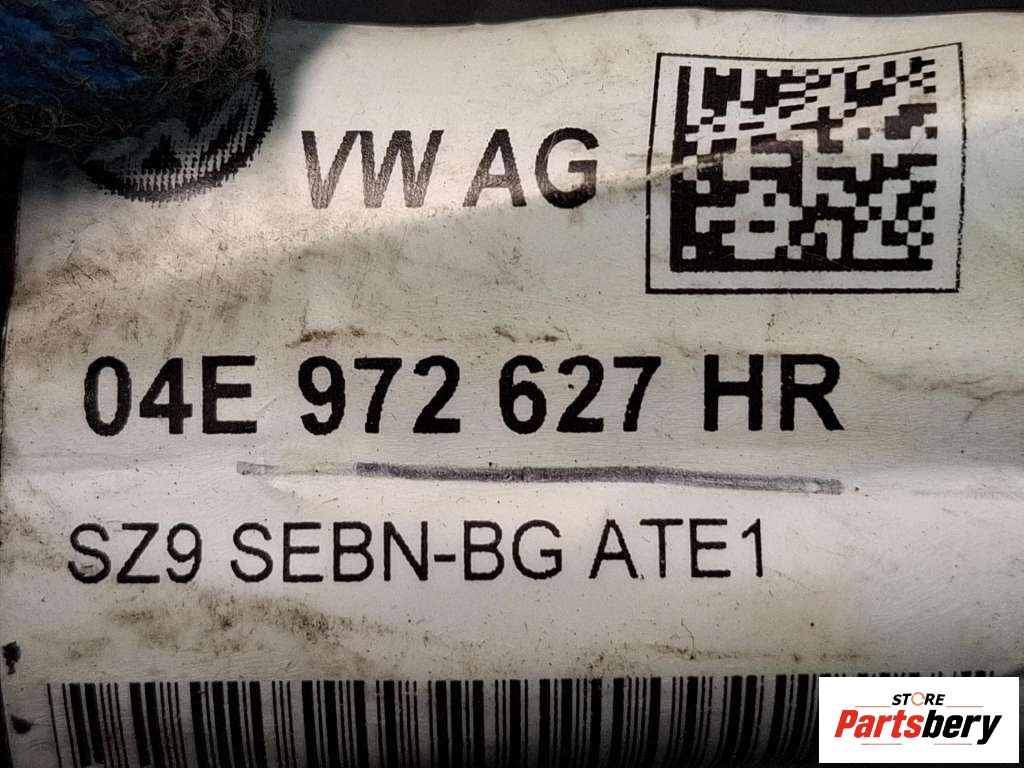 VW AG
04E 972 627 HR
SZ9 SEBN-BG ATE1
STORE
Partsbery